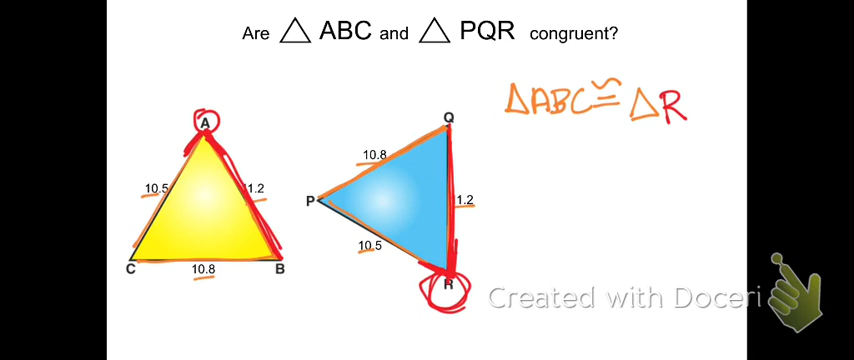 Are △ ABC and △ PQR congruent?
△ABC ≅ △R
A
Q
10.8
10.5
1.2
P
1.2
10.5
C
10.8
B
R
Created with Doceri